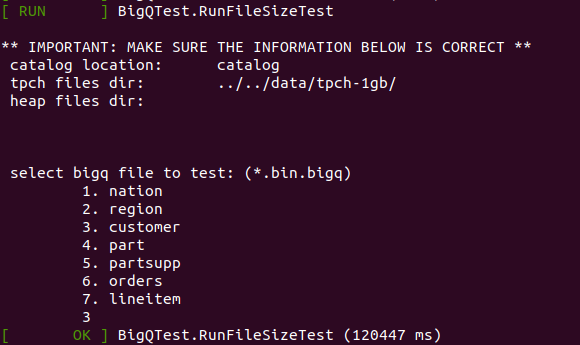 [ RUN      ] BigQTest.RunFileSizeTest
** IMPORTANT: MAKE SURE THE INFORMATION BELOW IS CORRECT **
catalog location:      catalog
tpch files dir:        ../../data/tpch-1gb/
heap files dir:
select bigq file to test: (*.bin.bigq)
1. nation
2. region
3. customer
4. part
5. partsupp
6. orders
7. lineitem
3
[       OK ] BigQTest.RunFileSizeTest (120447 ms)